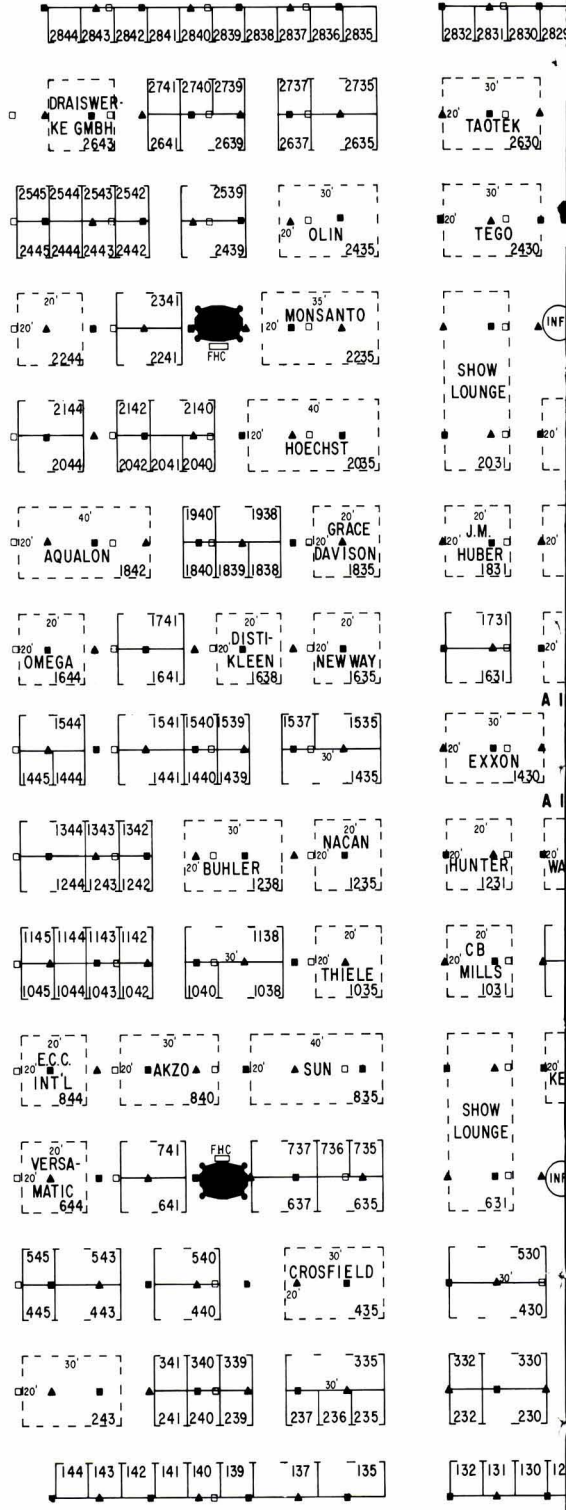 2844 2843 2842 2841 2840 2839 2838 2837 2836 2835 2832 2831 2830 2829
DRAISWER-
KE GMBH
2643
2741 2740 2739
2641 2639
2737 2735
2637 2635
30'
20'
TAOTEK
2630
2545 2544 2543 2542
2445 2444 2443 2442
2539
2439
30'
20'
OLIN
2435
30'
20'
TEGO
2430
20'
20'
2244
2341
2241
FHC
35'
MONSANTO
20'
2235
INF
SHOW
LOUNGE
2031
2144
2044
2142 2140
2042 2041 2040
40'
20'
HOECHST
2035
20'
40'
20'
AQUALON
1842
1940 1938
1840 1839 1838
20'
GRACE
20'
DAVISON
1835
20'
J.M.
20'
HUBER
1831
20'
20'
20'
OMEGA
1644
1741
1641
20'
DISTI-
20'
KLEEN
1638
20'
20'
NEWWAY
1635
1731
1631
20'
A I
1544
1445 1444
1541 1540 1539
1441 1440 1439
1537 1535
30'
1435
30'
20'
EXXON
1430
A I
1344 1343 1342
1244 1243 1242
30'
20'
BUHLER
1238
20'
NACAN
20'
1235
20'
20'
HUNTER
1231
20'
WA
1145 1144 1143 1142
1045 1044 1043 1042
1138
30'
1040 1038
20'
20'
THIELE
1035
20'
CB
20'
MILLS
1031
20'
E.C.C.
20'
INT'L
844
30'
20'
AKZO
840
40'
20'
SUN
835
SHOW
LOUNGE
631
20'
KE
20'
VERSA-
20'
MATIC
644
741
641
FHC
737 736 735
637 635
INF
545 543
445 443
540
440
30'
CROSFIELD
20'
435
530
30'
430
30'
20'
243
341 340 339
241 240 239
335
30'
237 236 235
332 330
232 230
144 143 142 141 140 139 137 135 132 131 130 12